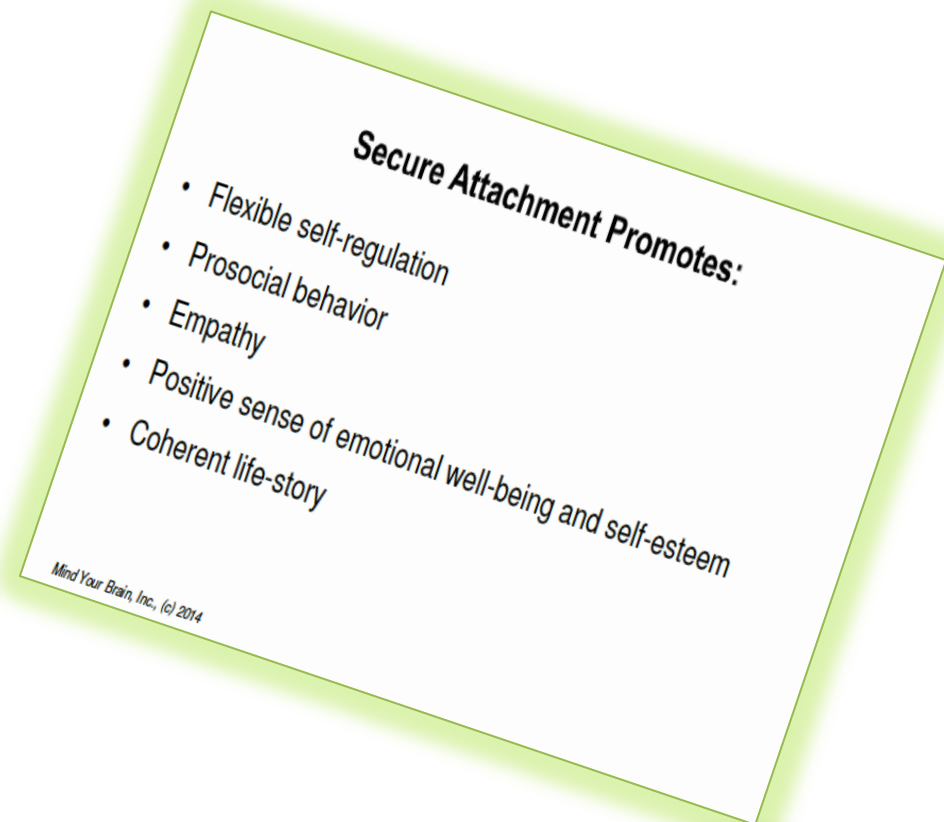 Secure Attachment Promotes:
• Flexible self-regulation
• Prosocial behavior
• Empathy
• Positive sense of emotional well-being and self-esteem
• Coherent life-story
Mind Your Brain, Inc., (c) 2014